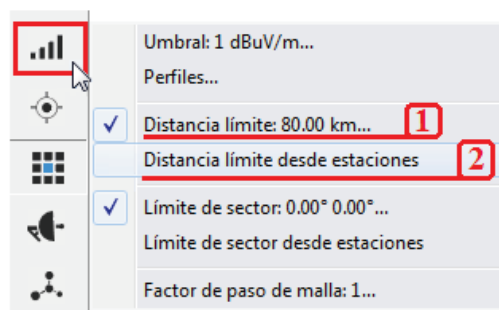 Umbral: 1 dBuV/m...
Perfiles...
Distancia límite: 80.00 km...
1
Distancia límite desde estaciones
2
Límite de sector: 0.00° 0.00°...
Límite de sector desde estaciones
Factor de paso de malla: 1...